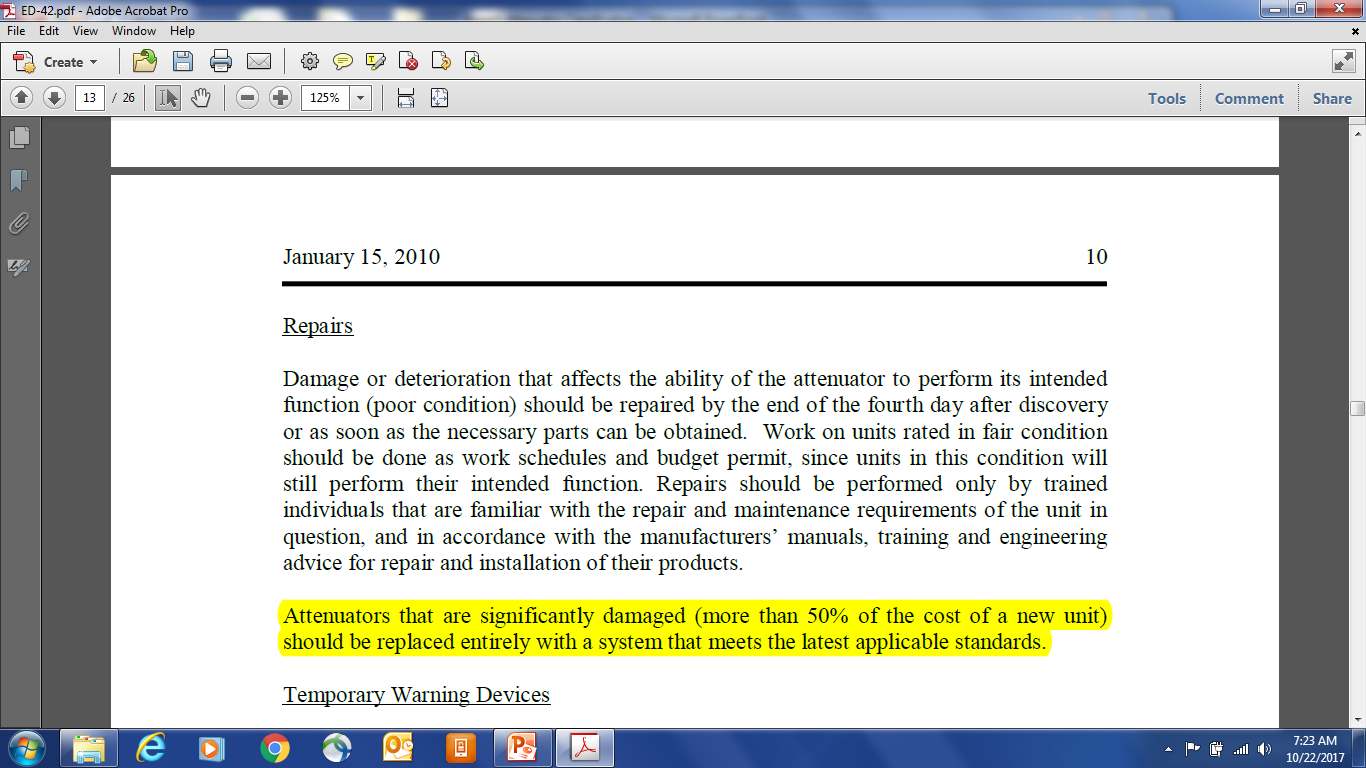 ED-42.pdf - Adobe Acrobat Pro
File Edit View Window Help
Create
13 / 26 125% Tools Comment Share
January 15, 2010 10
Repairs
Damage or deterioration that affects the ability of the attenuator to perform its intended
function (poor condition) should be repaired by the end of the fourth day after discovery
or as soon as the necessary parts can be obtained.  Work on units rated in fair condition
should be done as work schedules and budget permit, since units in this condition will
still perform their intended function. Repairs should be performed only by trained
individuals that are familiar with the repair and maintenance requirements of the unit in
question, and in accordance with the manufacturers’ manuals, training and engineering
advice for repair and installation of their products.
Attenuators that are significantly damaged (more than 50% of the cost of a new unit)
should be replaced entirely with a system that meets the latest applicable standards.
Temporary Warning Devices
7:23 AM
10/22/2017